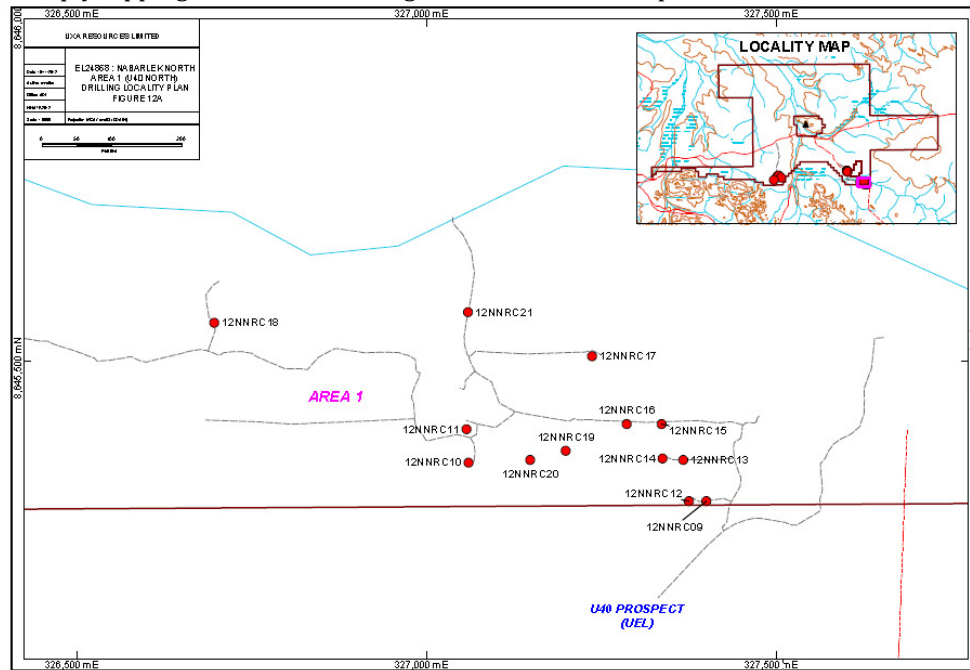 326,500 mE
327,000 mE
327,500 mE
8,646,000
UXA RESOURCES LIMITED
EL24868 : NABARLEK NORTH
AREA 1 (U40 NORTH)
DRILLING LOCALITY PLAN
FIGURE 12A
0 50 100 200
LOCALITY MAP
12NNRC21
12NNRC18
12NNRC17
8,645,500 mN
AREA 1
12NNRC16
12NNRC11
12NNRC15
12NNRC19
12NNRC10
12NNRC20
12NNRC14
12NNRC13
12NNRC12
12NNRC09
U40 PROSPECT
(UEL)
326,500 mE
327,000 mE
327,500 mE